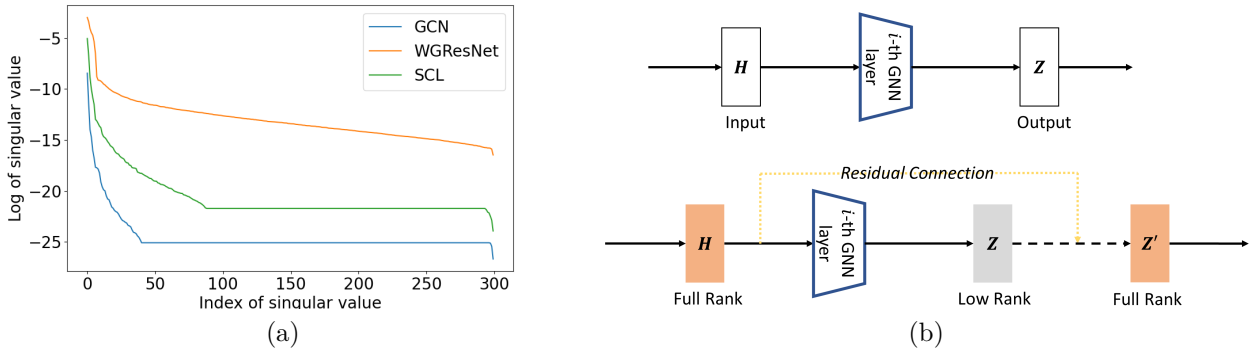 GCN
WGResNet
SCL
Log of singular value
−5
−10
−15
−20
−25
0 50 100 150 200 250 300
Index of singular value
(a)
H
i-th GNN
layer
Z
Input
Output
Residual Connection
H
i-th GNN
layer
Z
Z′
Full Rank
Low Rank
Full Rank
(b)